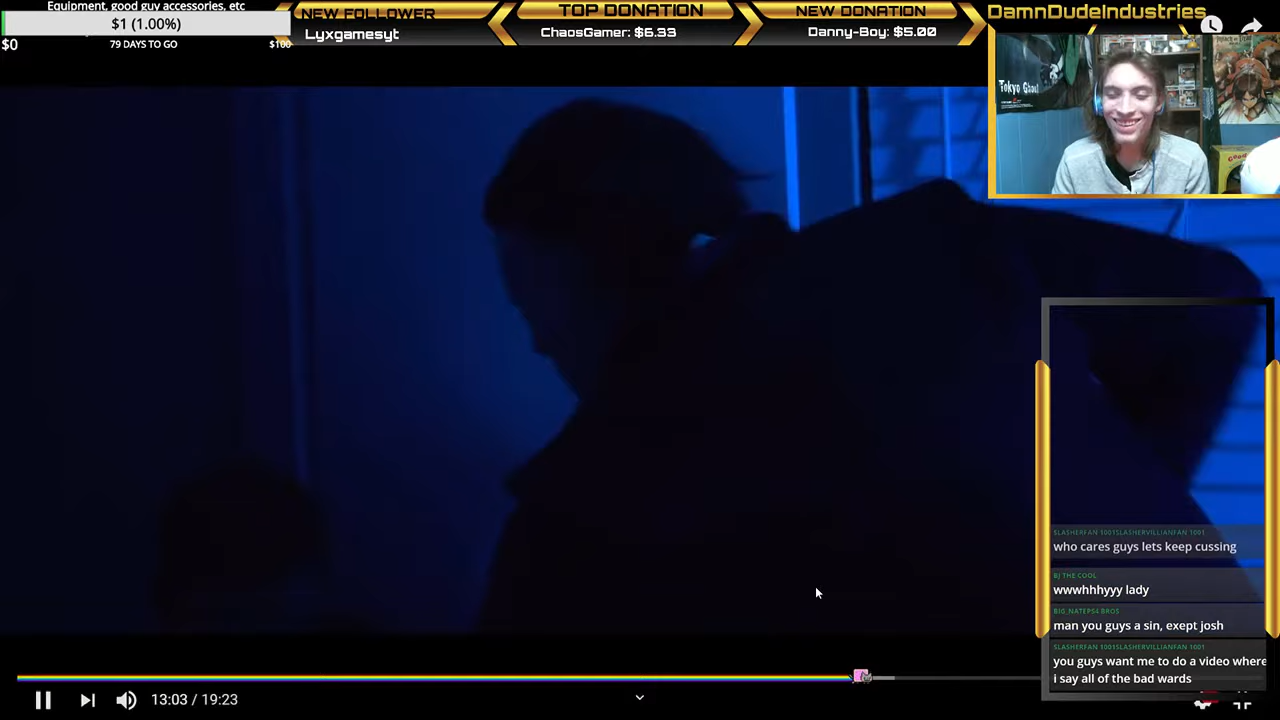 Equipment, good guy accessories, etc
$1 (1.00%)
$0
79 DAYS TO GO
$100
NEW FOLLOWER
Lyxgamesyt
TOP DONATION
ChaosGamer: $6.33
NEW DONATION
Danny-Boy: $5.00
DamnDudeIndustries
Tokyo Ghoul
SLASHERFAN 1001SLASHERVILLIANFAN 1001
who cares guys lets keep cussing
BJ THE COOL
wwwhhhyyy lady
BIG_NATEPS4 BROS
man you guys a sin, exept josh
SLASHERFAN 1001SLASHERVILLIANFAN 1001
you guys want me to do a video where
i say all of the bad wards
13:03 / 19:23